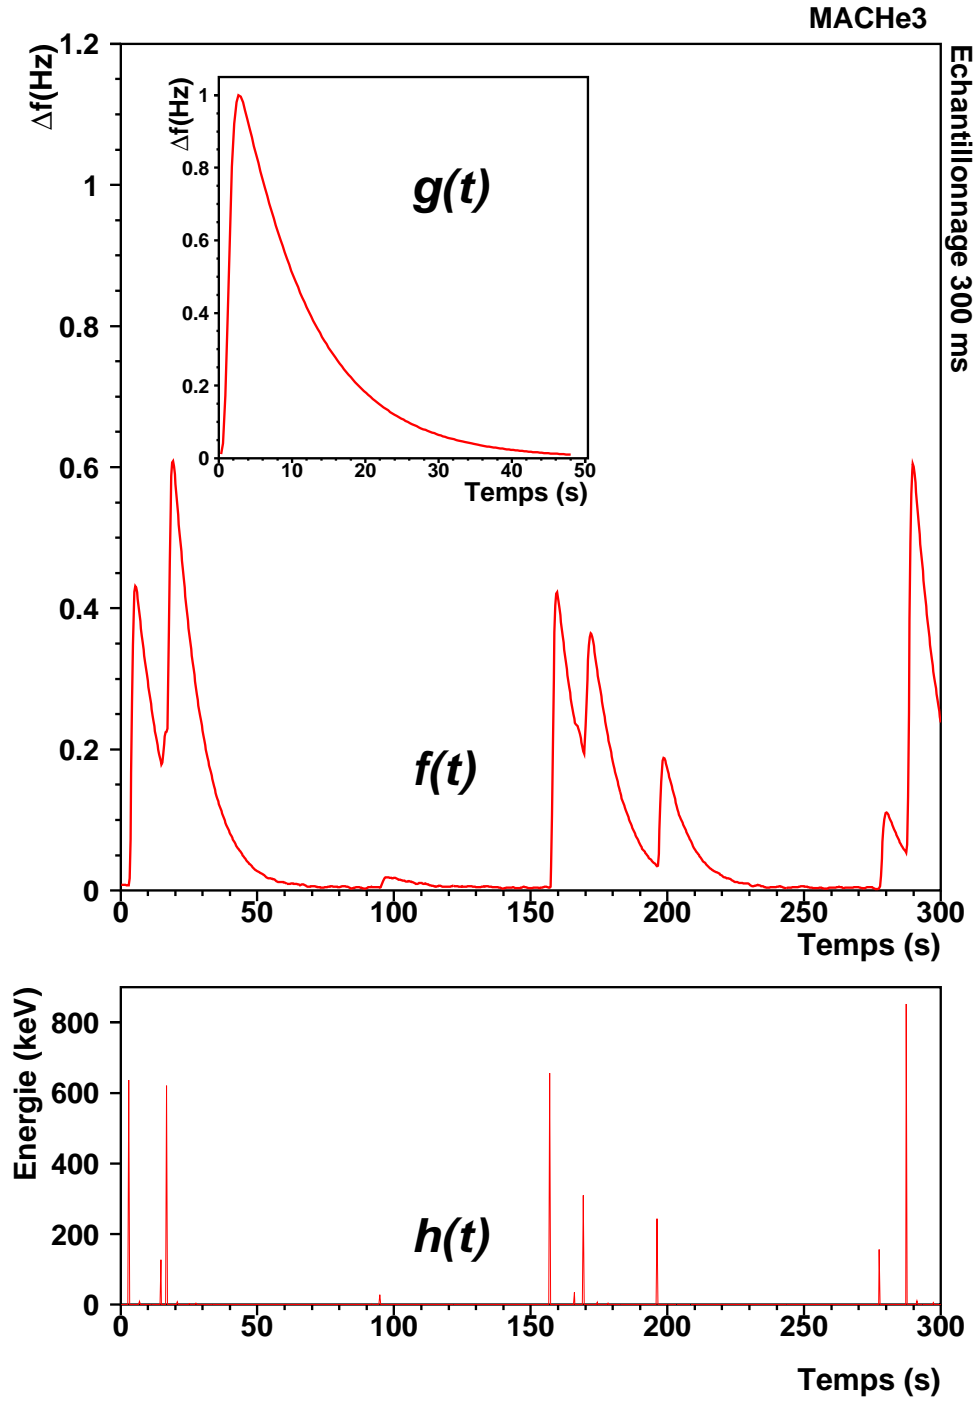 MACHe3
Δf(Hz)
1.2
1
0.8
0.6
0.4
0.2
0
Echantillonnage 300 ms
Δf(Hz)
1
0.8
0.6
0.4
0.2
0
g(t)
0 10 20 30 40 50
Temps (s)
f(t)
0 50 100 150 200 250 300
Temps (s)
Energie (keV)
800
600
400
200
0
h(t)
0 50 100 150 200 250 300
Temps (s)